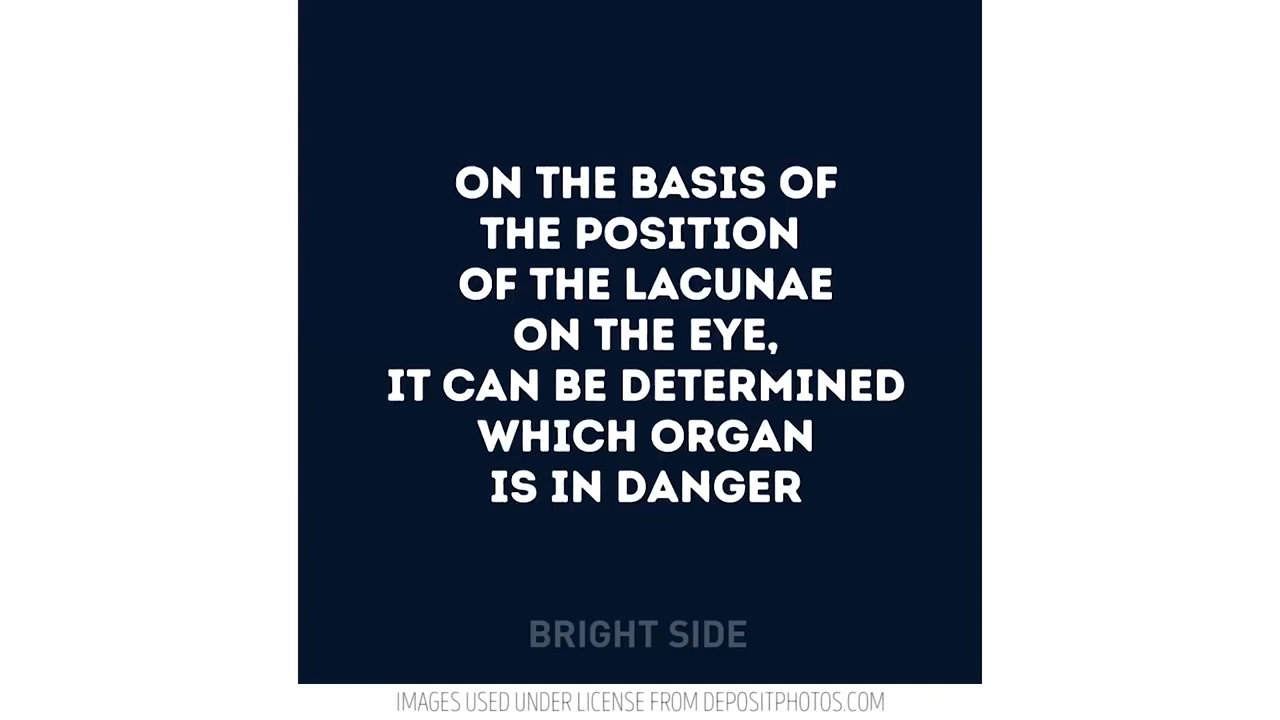 ON THE BASIS OF
THE POSITION
OF THE LACUNAE
ON THE EYE,
IT CAN BE DETERMINED
WHICH ORGAN
IS IN DANGER
BRIGHT SIDE
IMAGES USED UNDER LICENSE FROM DEPOSITPHOTOS.COM